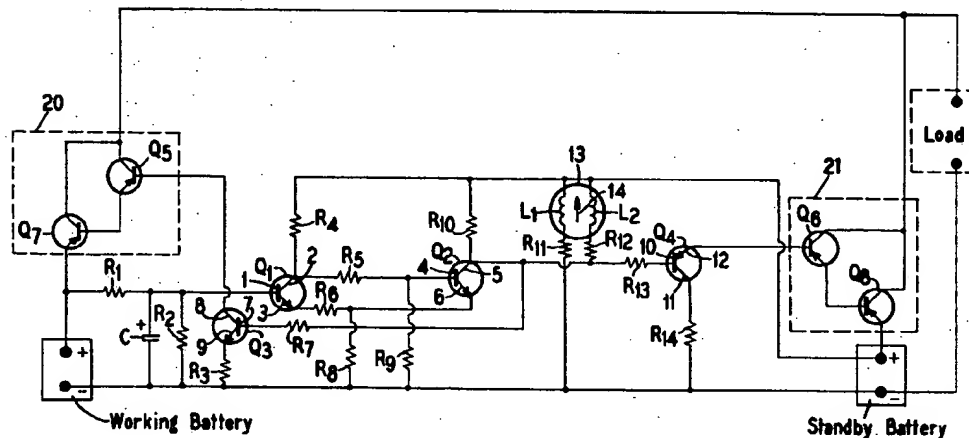 20
Q5
Q7
R1
C
+
R2
8
9
7
Q3
R3
+
-
Working Battery
R4
Q1
1
2
3
R5
R6
R7
R8
R9
R10
Q2
4
5
6
13
14
L1
L2
R11
R12
R13
Q4
10
12
11
R14
21
Q6
Q8
Load
+
-
Standby Battery